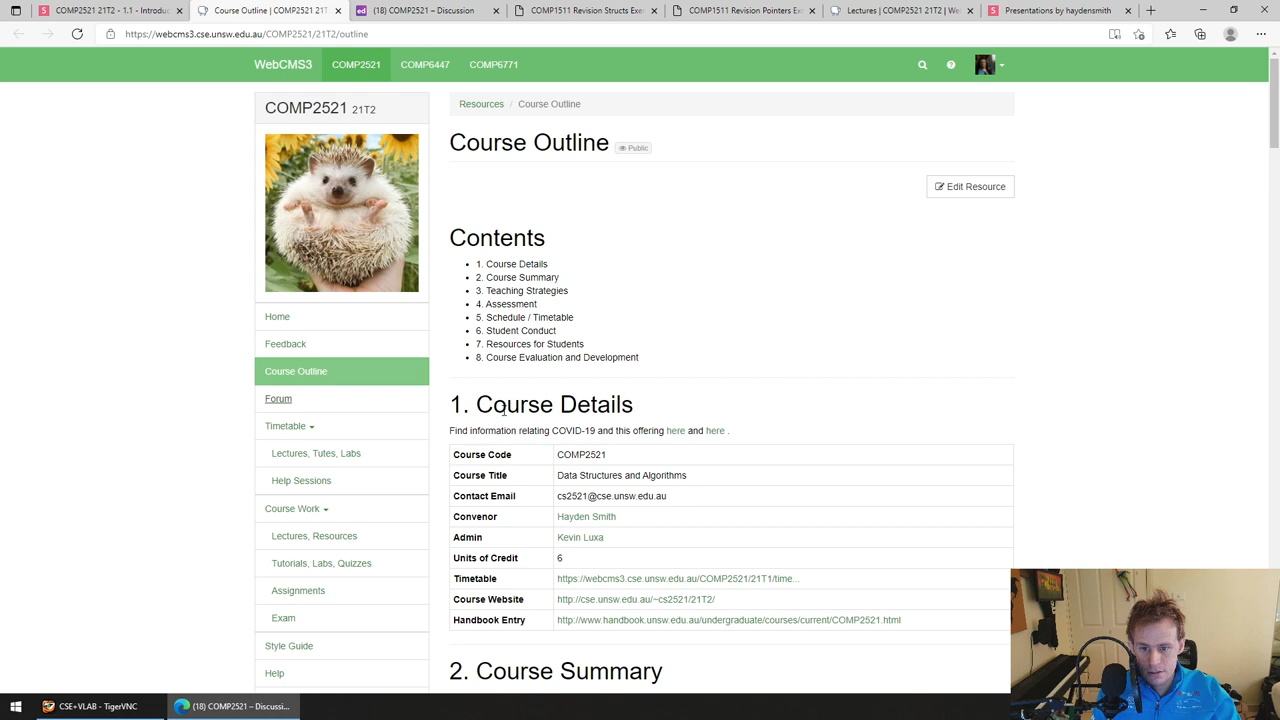 COMP2521 21T2 - 1.1 - Introduc
Course Outline | COMP2521 21T
(18) COMP2521 – Discussion
COMP1511 Revision Sheet.
COMP1511 Revision Pointers Ex
Lectures | COMP2521 21T2 | We
Sketchpad by haydensmith
https://webcms3.cse.unsw.edu.au/COMP2521/21T2/outline
WebCMS3
COMP2521
COMP6447
COMP6771
COMP2521 21T2
Home
Feedback
Course Outline
Forum
Timetable
Lectures, Tutes, Labs
Help Sessions
Course Work
Lectures, Resources
Tutorials, Labs, Quizzes
Assignments
Exam
Style Guide
Help
Resources / Course Outline
Course Outline Public
Edit Resource
Contents
1. Course Details
2. Course Summary
3. Teaching Strategies
4. Assessment
5. Schedule / Timetable
6. Student Conduct
7. Resources for Students
8. Course Evaluation and Development
1. Course Details
Find information relating COVID-19 and this offering here and here .
Course Code COMP2521
Course Title Data Structures and Algorithms
Contact Email cs2521@cse.unsw.edu.au
Convenor Hayden Smith
Admin Kevin Luxa
Units of Credit 6
Timetable https://webcms3.cse.unsw.edu.au/COMP2521/21T1/time...
Course Website http://cse.unsw.edu.au/~cs2521/21T2/
Handbook Entry http://www.handbook.unsw.edu.au/undergraduate/courses/current/COMP2521.html
2. Course Summary
CSE+VLAB - TigerVNC
(18) COMP2521 – Discussi...